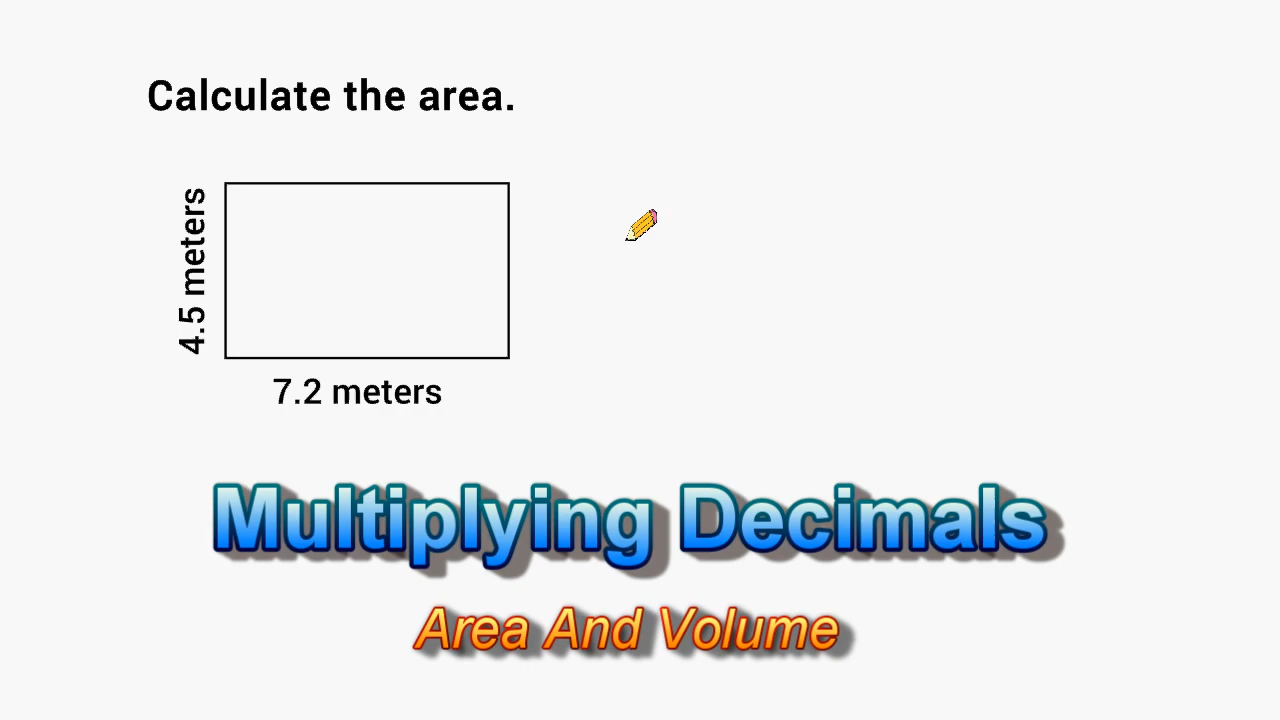 Calculate the area.
4.5 meters
7.2 meters
Multiplying Decimals
Area And Volume